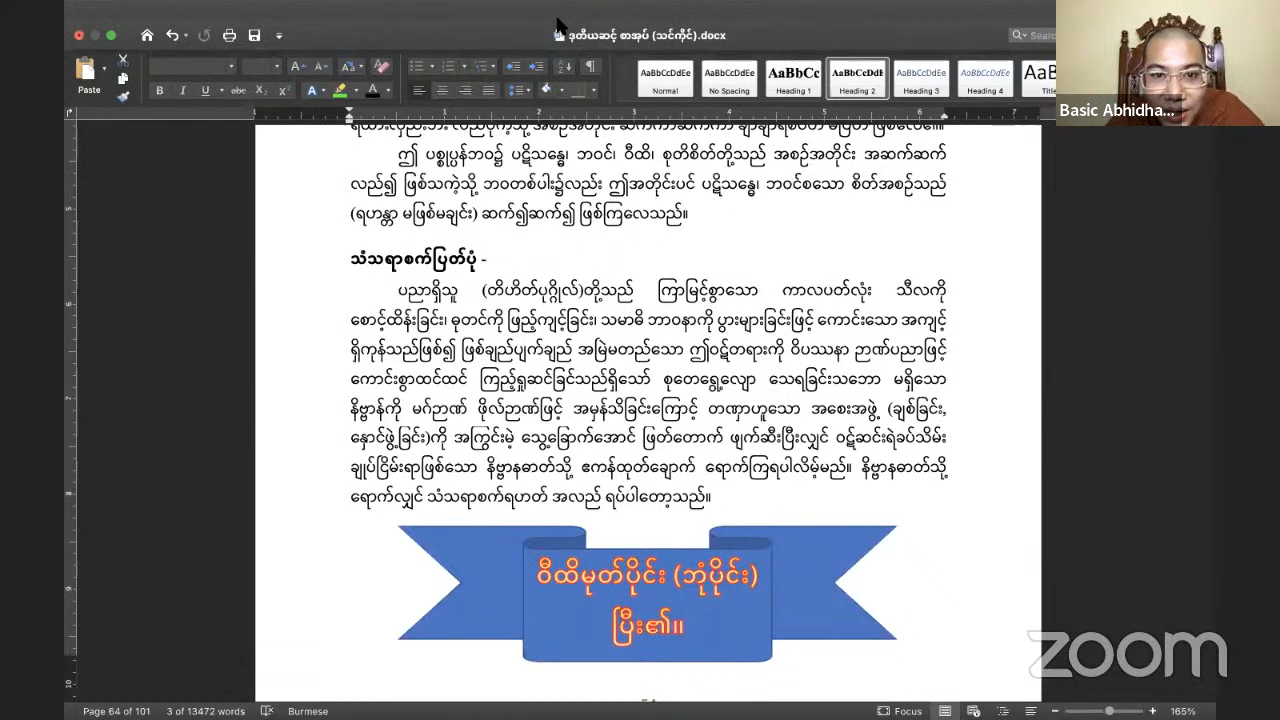 ဒုတိယဆင့် စာအုပ် (သင်ကိုင်).docx
Paste
AaBbCcDdEe
Normal
AaBbCcDdEe
No Spacing
AaBbCc
Heading 1
AaBbCcDdE
Heading 2
AaBbCcDdEe
Heading 3
AaBbCcDdEe
Heading 4
Basic Abhidha...
ဤ ပစ္စုပ္ပန်ဘဝ၌ ပဋိသန္ဓေ၊ ဘဝင်၊ ဝီထိ၊ စုတိစိတ်တို့သည် အစဉ်အတိုင်း အဆက်ဆက်
လည်၍ ဖြစ်သကဲ့သို့ ဘဝတစ်ပါး၌လည်း ဤအတိုင်းပင် ပဋိသန္ဓေ၊ ဘဝင်စသော စိတ်အစဉ်သည်
(ရဟန္တာ မဖြစ်မချင်း) ဆက်၍ဆက်၍ ဖြစ်ကြလေသည်။
သံသရာစက်ပြတ်ပုံ -
ပညာရှိသူ (တိဟိတ်ပုဂ္ဂိုလ်)တို့သည် ကြာမြင့်စွာသော ကာလပတ်လုံး သီလကို
စောင့်ထိန်းခြင်း၊ ဓုတင်ကို ဖြည့်ကျင့်ခြင်း၊ သမာဓိ ဘာဝနာကို ပွားများခြင်းဖြင့် ကောင်းသော အကျင့်
ရှိကုန်သည်ဖြစ်၍ ဖြစ်ချည်ပျက်ချည် အမြဲမတည်သော ဤဝဋ်တရားကို ဝိပဿနာ ဉာဏ်ပညာဖြင့်
ကောင်းစွာထင်ထင် ကြည့်ရှုဆင်ခြင်သည်ရှိသော် စုတေရွေ့လျော သေရခြင်းသဘော မရှိသော
နိဗ္ဗာန်ကို မဂ်ဉာဏ် ဖိုလ်ဉာဏ်ဖြင့် အမှန်သိခြင်းကြောင့် တဏှာဟူသော အစေးအဖွဲ့ (ချစ်ခြင်း,
နှောင်ဖွဲ့ခြင်း)ကို အကြွင်းမဲ့ သွေ့ခြောက်အောင် ဖြတ်တောက် ဖျက်ဆီးပြီးလျှင် ဝဋ်ဆင်းရဲခပ်သိမ်း
ချုပ်ငြိမ်းရာဖြစ်သော နိဗ္ဗာနဓာတ်သို့ ဧကန်ထုတ်ချောက် ရောက်ကြရပါလိမ့်မည်။ နိဗ္ဗာနဓာတ်သို့
ရောက်လျှင် သံသရာစက်ရဟတ် အလည် ရပ်ပါတော့သည်။
ဝီထိမုတ်ပိုင်း (ဘုံပိုင်း)
ပြီး၏။
zoom
Page 64 of 101 3 of 13472 words Burmese Focus 165%